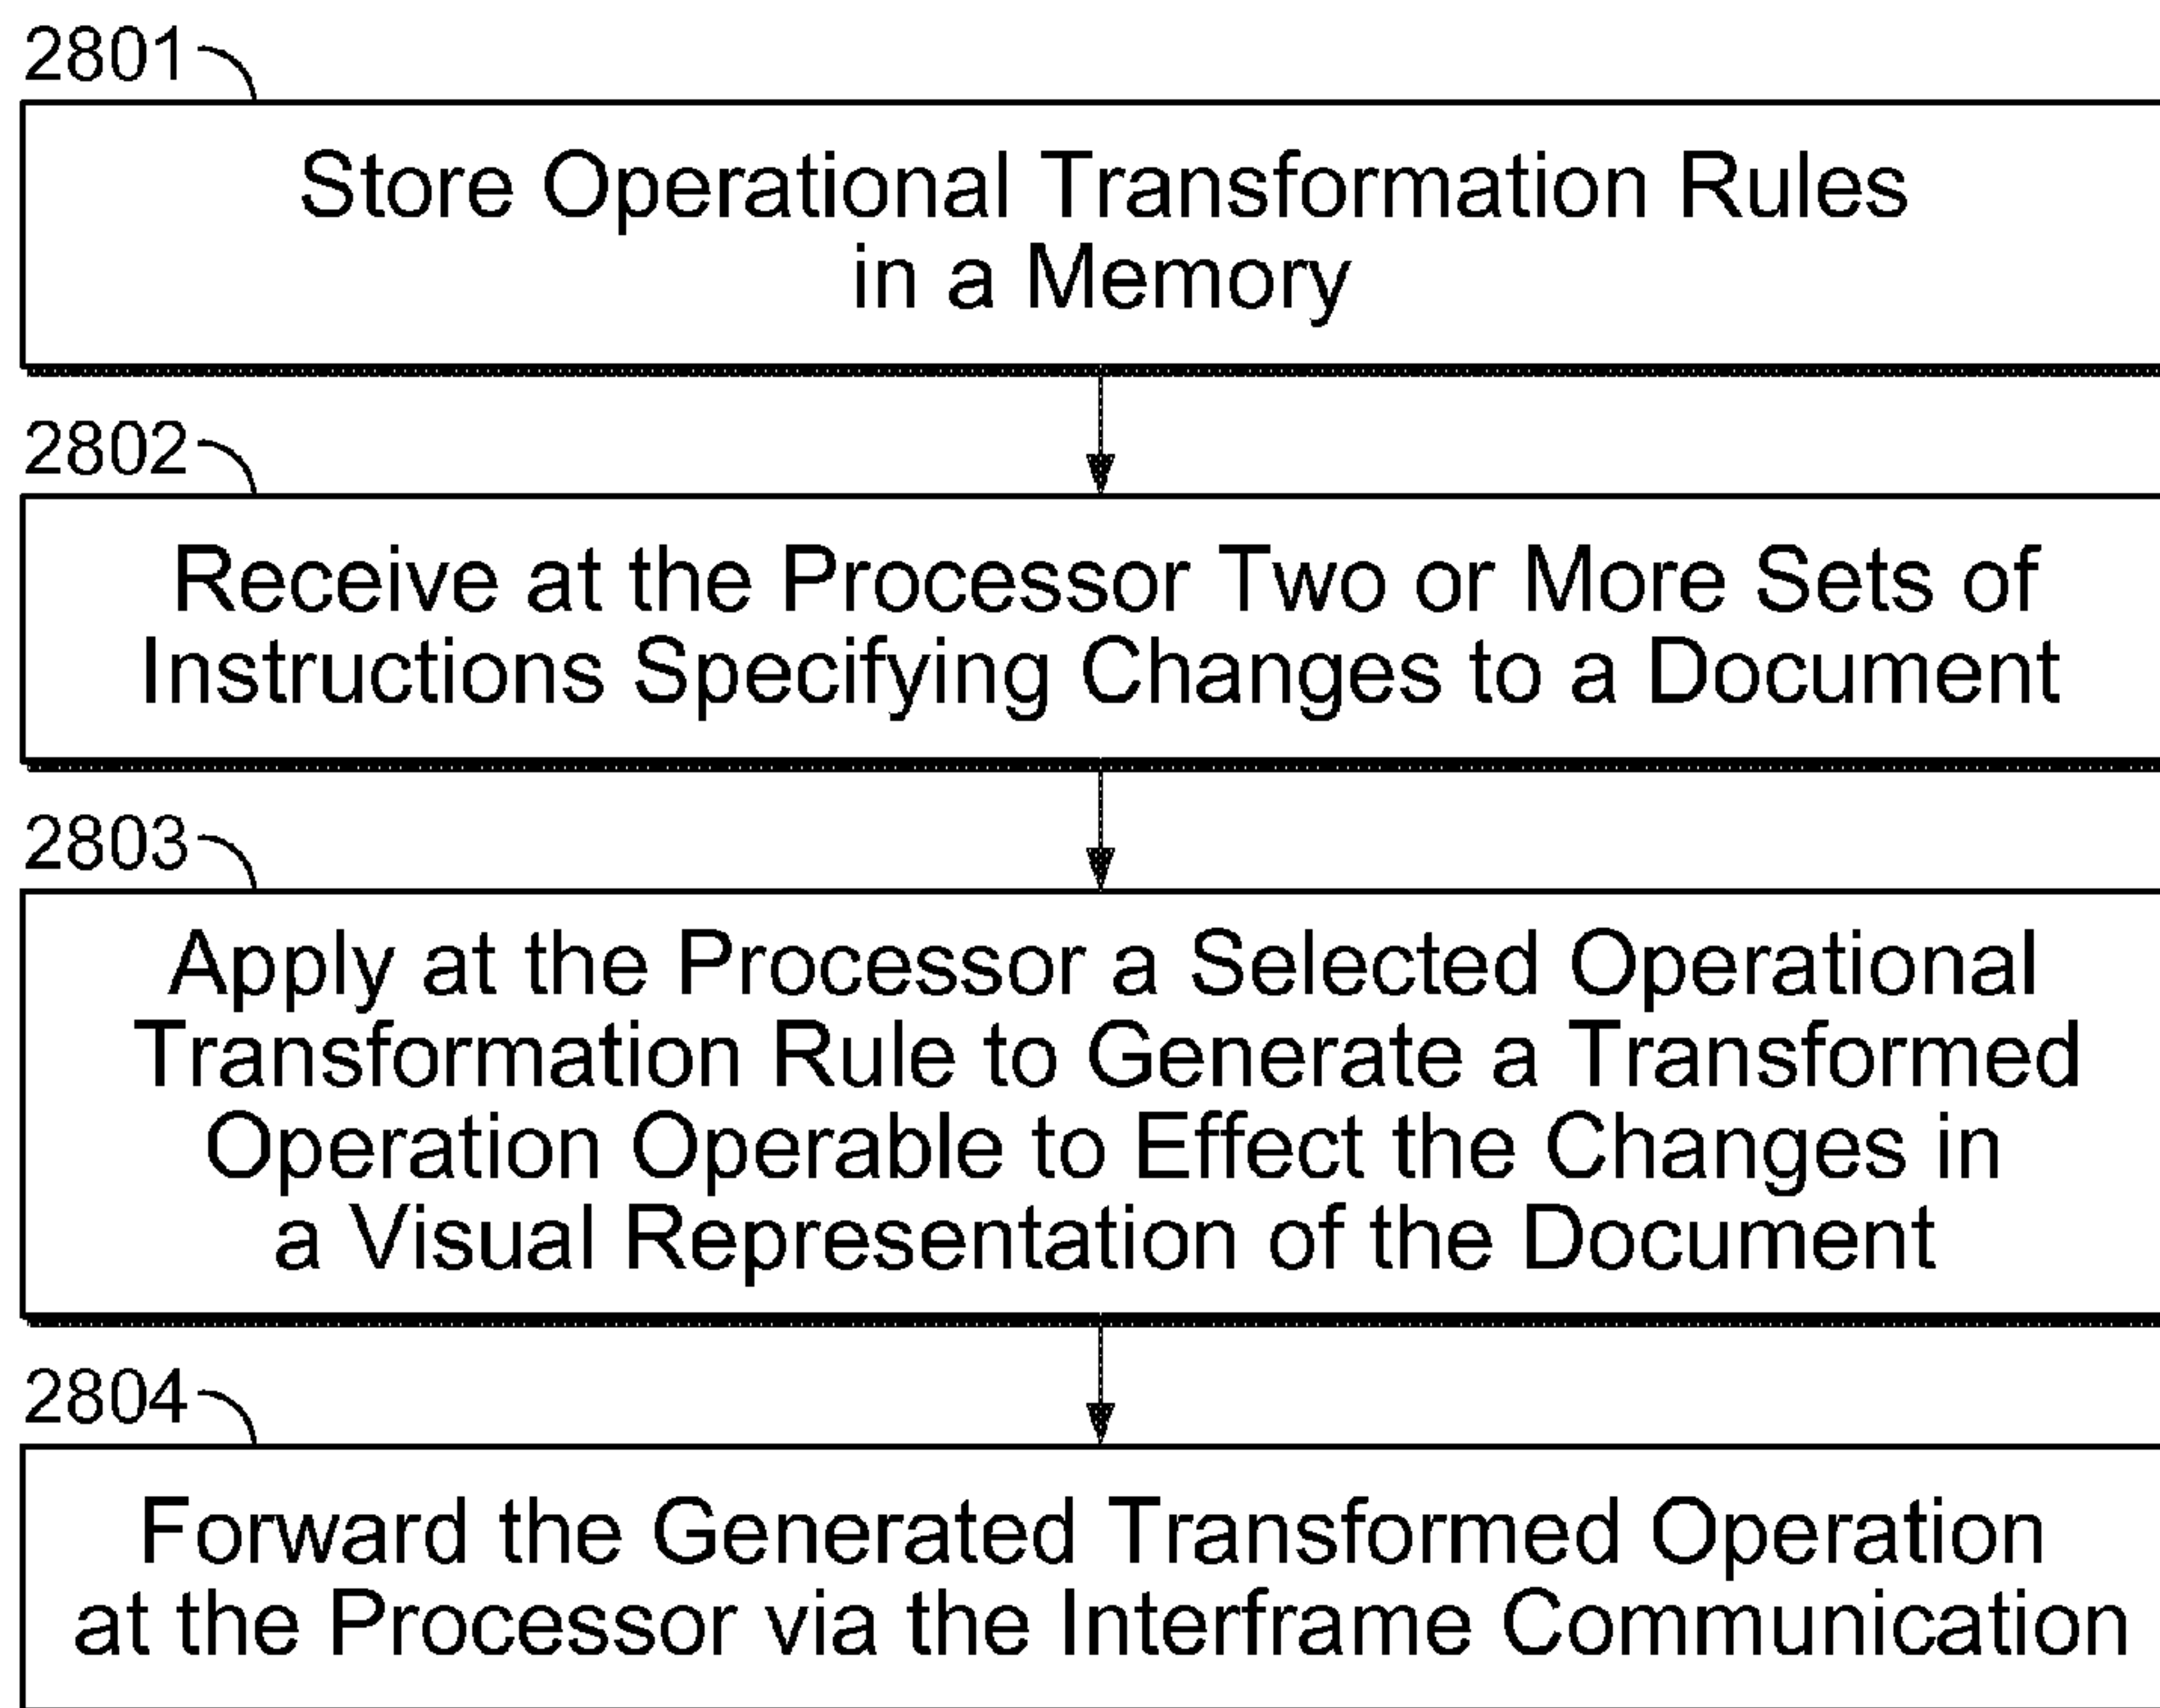 2801
Store Operational Transformation Rules
in a Memory
2802
Receive at the Processor Two or More Sets of
Instructions Specifying Changes to a Document
2803
Apply at the Processor a Selected Operational
Transformation Rule to Generate a Transformed
Operation Operable to Effect the Changes in
a Visual Representation of the Document
2804
Forward the Generated Transformed Operation
at the Processor via the Interframe Communication